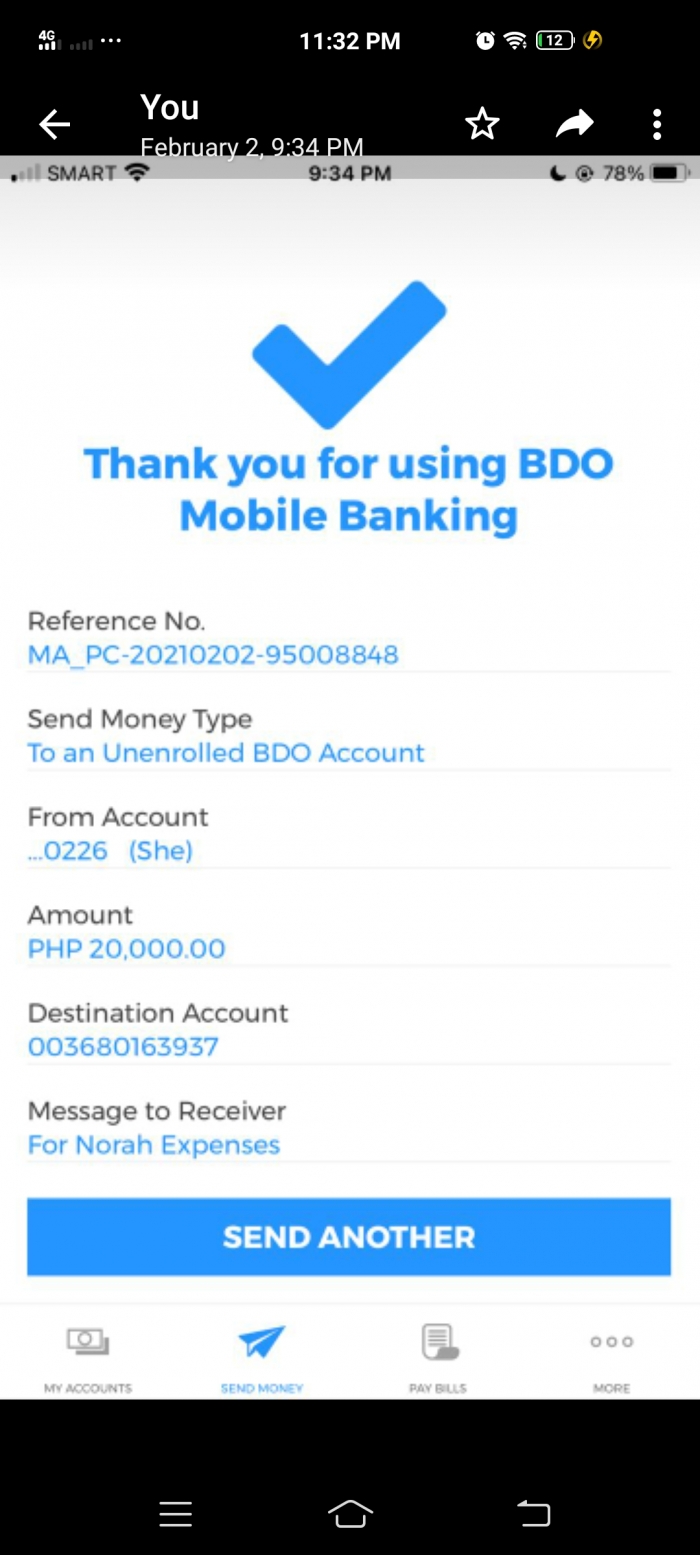 4G ... 11:32 PM 12
You
February 2, 9:34 PM
SMART 9:34 PM 78%
Thank you for using BDO
Mobile Banking
Reference No.
MA_PC-20210202-95008848
Send Money Type
To an Unenrolled BDO Account
From Account
...0226 (She)
Amount
PHP 20,000.00
Destination Account
003680163937
Message to Receiver
For Norah Expenses
SEND ANOTHER
MY ACCOUNTS SEND MONEY PAY BILLS MORE